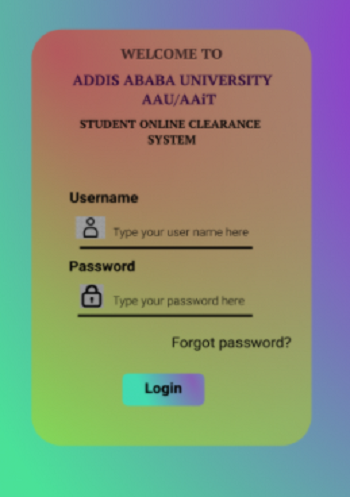 WELCOME TO
ADDIS ABABA UNIVERSITY
AAU/AAiT
STUDENT ONLINE CLEARANCE
SYSTEM
Username
Type your user name here
Password
Type your password here
Forgot password?
Login